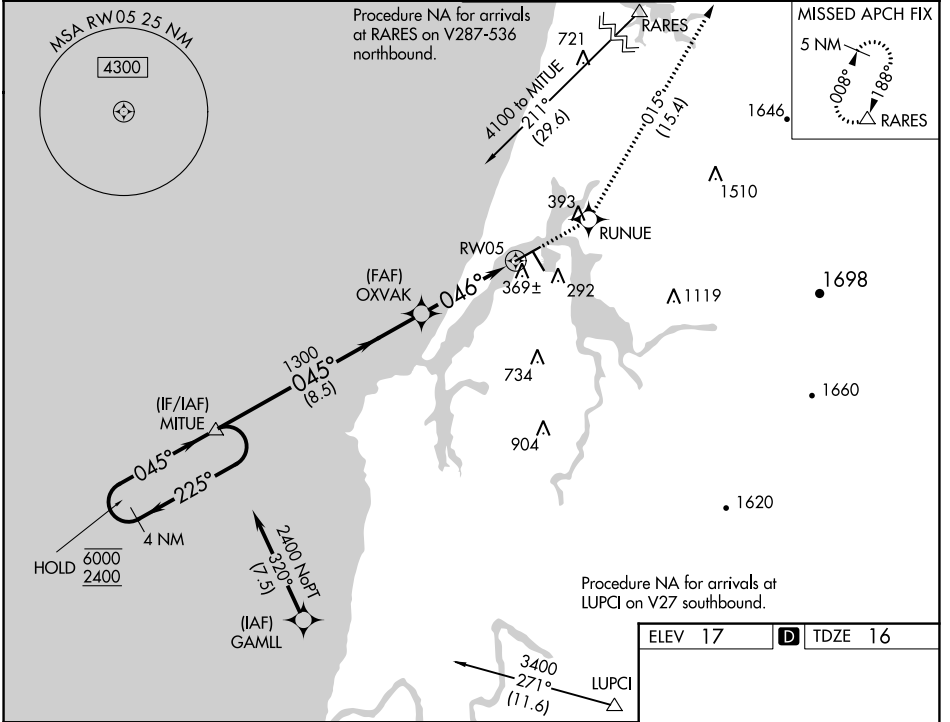 MSA RW05 25 NM
4300
Procedure NA for arrivals
at RARES on V287-536
northbound.
721
RARES
4100 to MITUE
211°
(29.6)
015°
(15.4)
MISSED APCH FIX
5 NM
008°
188°
RARES
1646
1510
393
RUNUE
RW05
369±
292
1119
1698
(FAF)
OXVAK
046°
1300
045°
(8.5)
734
1660
(IF/IAF)
MITUE
904
045°
225°
4 NM
HOLD
6000
2400
1620
2400 NoPT
320°
(7.5)
(IAF)
GAMLL
Procedure NA for arrivals at
LUPCI on V27 southbound.
ELEV 17 D TDZE 16
3400
271°
(11.6)
LUPCI